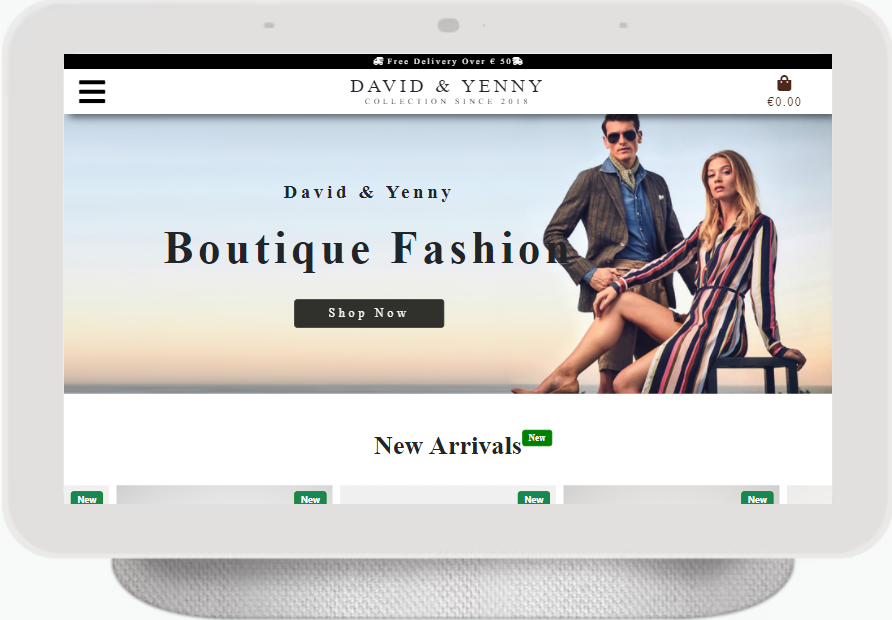 Free Delivery Over € 50
DAVID & YENNY
COLLECTION SINCE 2018
€0.00
David & Yenny
Boutique Fashion
Shop Now
New Arrivals New
New
New
New
New